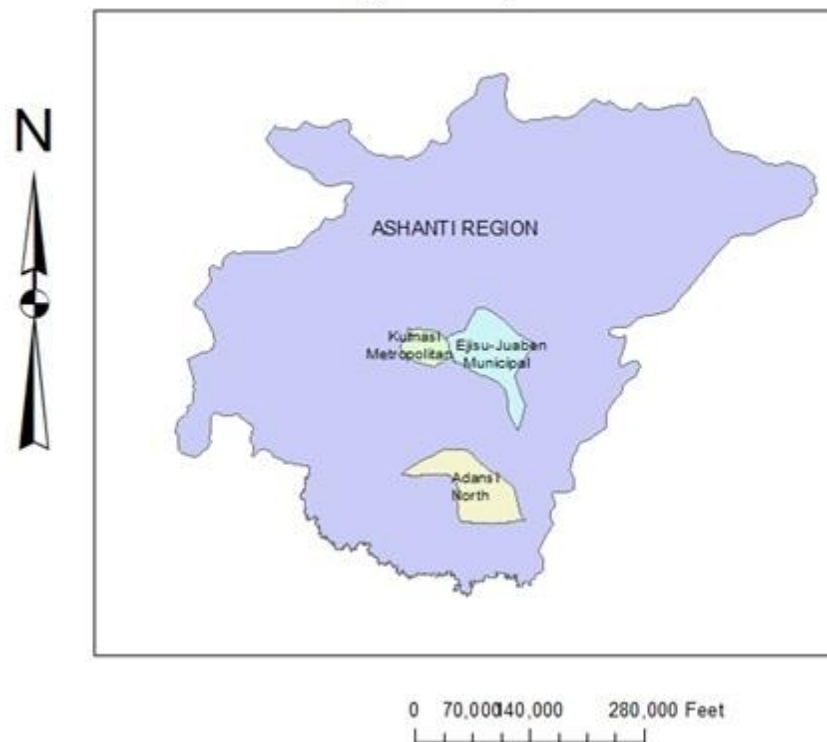 N
ASHANTI REGION
Kumasi
Metropolitan
Ejisu-Juaben
Municipal
Adansi
North
0 70,000 140,000 280,000 Feet